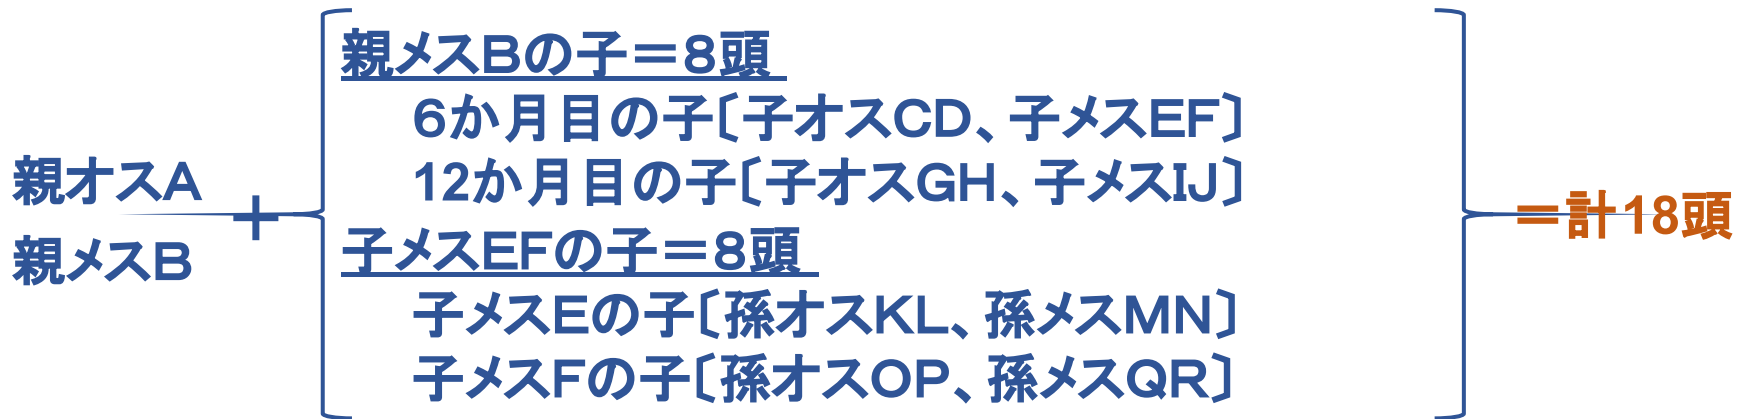 親オスA
親メスB
＋
親メスBの子＝8頭
6か月目の子〔子オスCD、子メスEF〕
12か月目の子〔子オスGH、子メスIJ〕
子メスEFの子＝8頭
子メスEの子〔孫オスKL、孫メスMN〕
子メスFの子〔孫オスOP、孫メスQR〕
＝計18頭